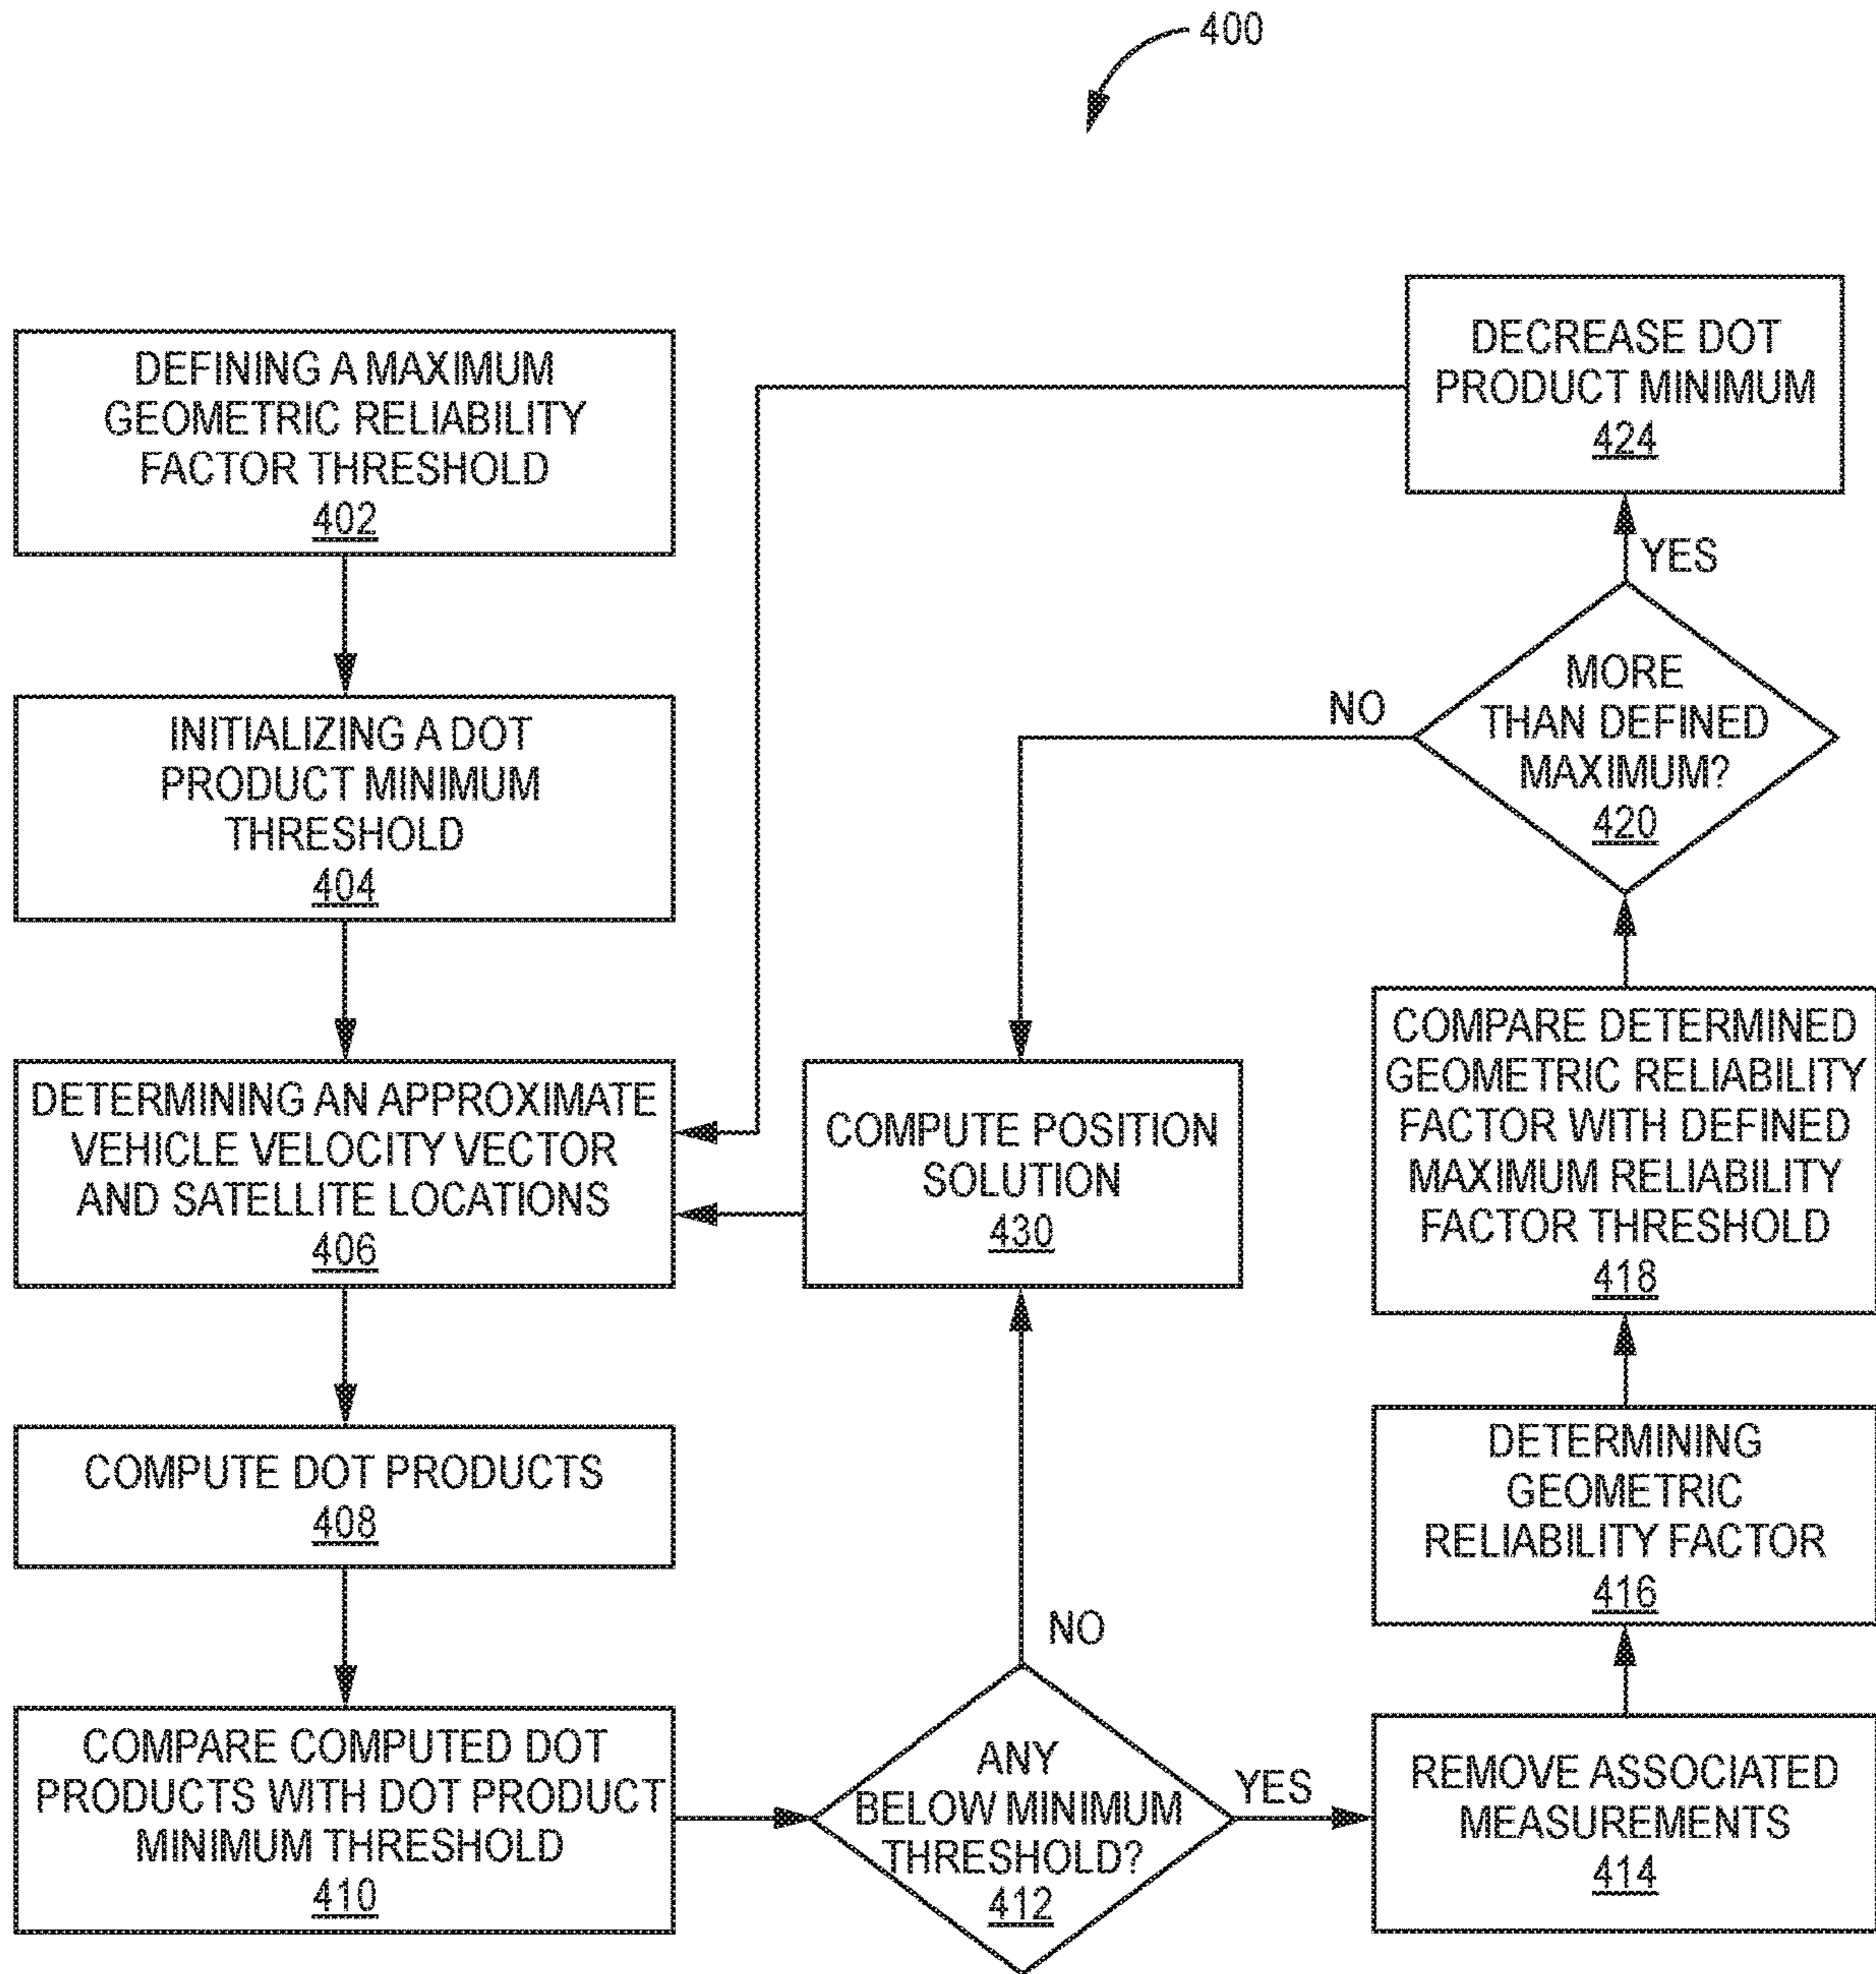 400
DEFINING A MAXIMUM
GEOMETRIC RELIABILITY
FACTOR THRESHOLD
402
INITIALIZING A DOT
PRODUCT MINIMUM
THRESHOLD
404
DETERMINING AN APPROXIMATE
VEHICLE VELOCITY VECTOR
AND SATELLITE LOCATIONS
406
COMPUTE DOT PRODUCTS
408
COMPARE COMPUTED DOT
PRODUCTS WITH DOT PRODUCT
MINIMUM THRESHOLD
410
ANY
BELOW MINIMUM
THRESHOLD?
412
NO
YES
COMPUTE POSITION
SOLUTION
430
REMOVE ASSOCIATED
MEASUREMENTS
414
DETERMINING
GEOMETRIC
RELIABILITY FACTOR
416
COMPARE DETERMINED
GEOMETRIC RELIABILITY
FACTOR WITH DEFINED
MAXIMUM RELIABILITY
FACTOR THRESHOLD
418
MORE
THAN DEFINED
MAXIMUM?
420
NO
YES
DECREASE DOT
PRODUCT MINIMUM
424